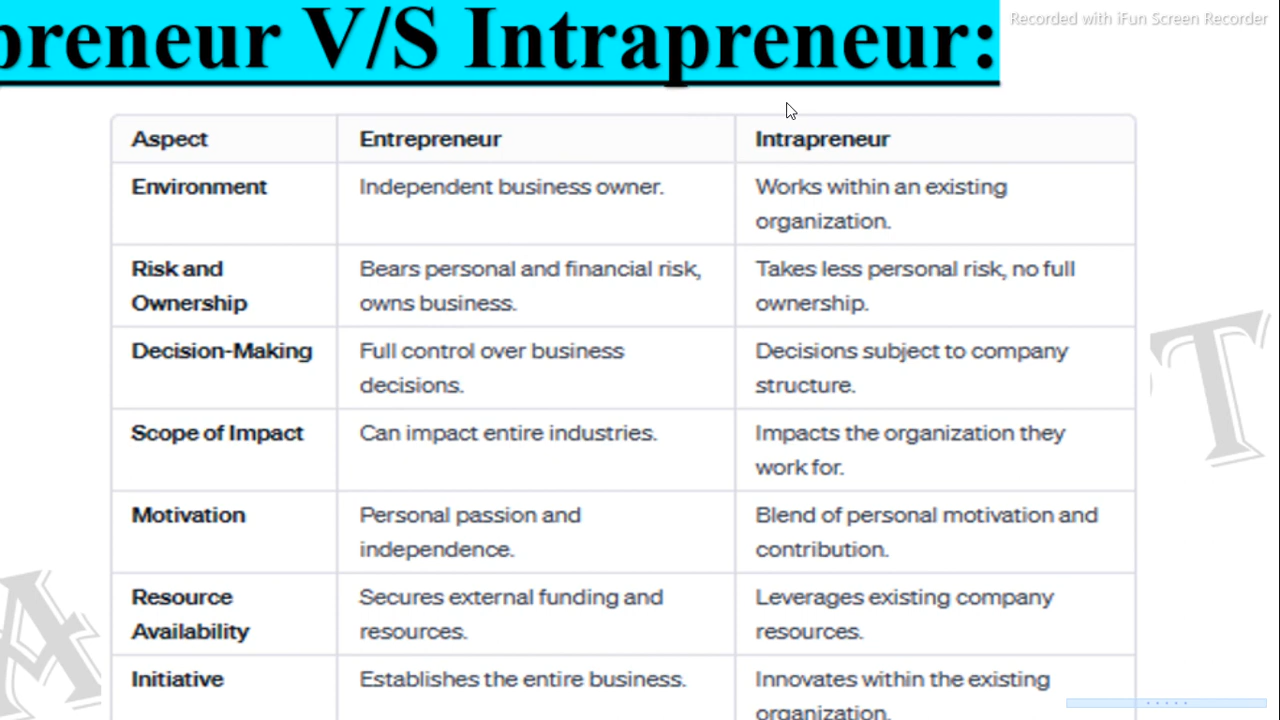 preneur V/S Intrapreneur:
Recorded with iFun Screen Recorder
Aspect Entrepreneur Intrapreneur
Environment Independent business owner. Works within an existing
organization.
Risk and Bears personal and financial risk, Takes less personal risk, no full
Ownership owns business. ownership.
Decision-Making Full control over business Decisions subject to company
decisions. structure.
Scope of Impact Can impact entire industries. Impacts the organization they
work for.
Motivation Personal passion and Blend of personal motivation and
independence. contribution.
Resource Secures external funding and Leverages existing company
Availability resources. resources.
Initiative Establishes the entire business. Innovates within the existing
organization.
A
T